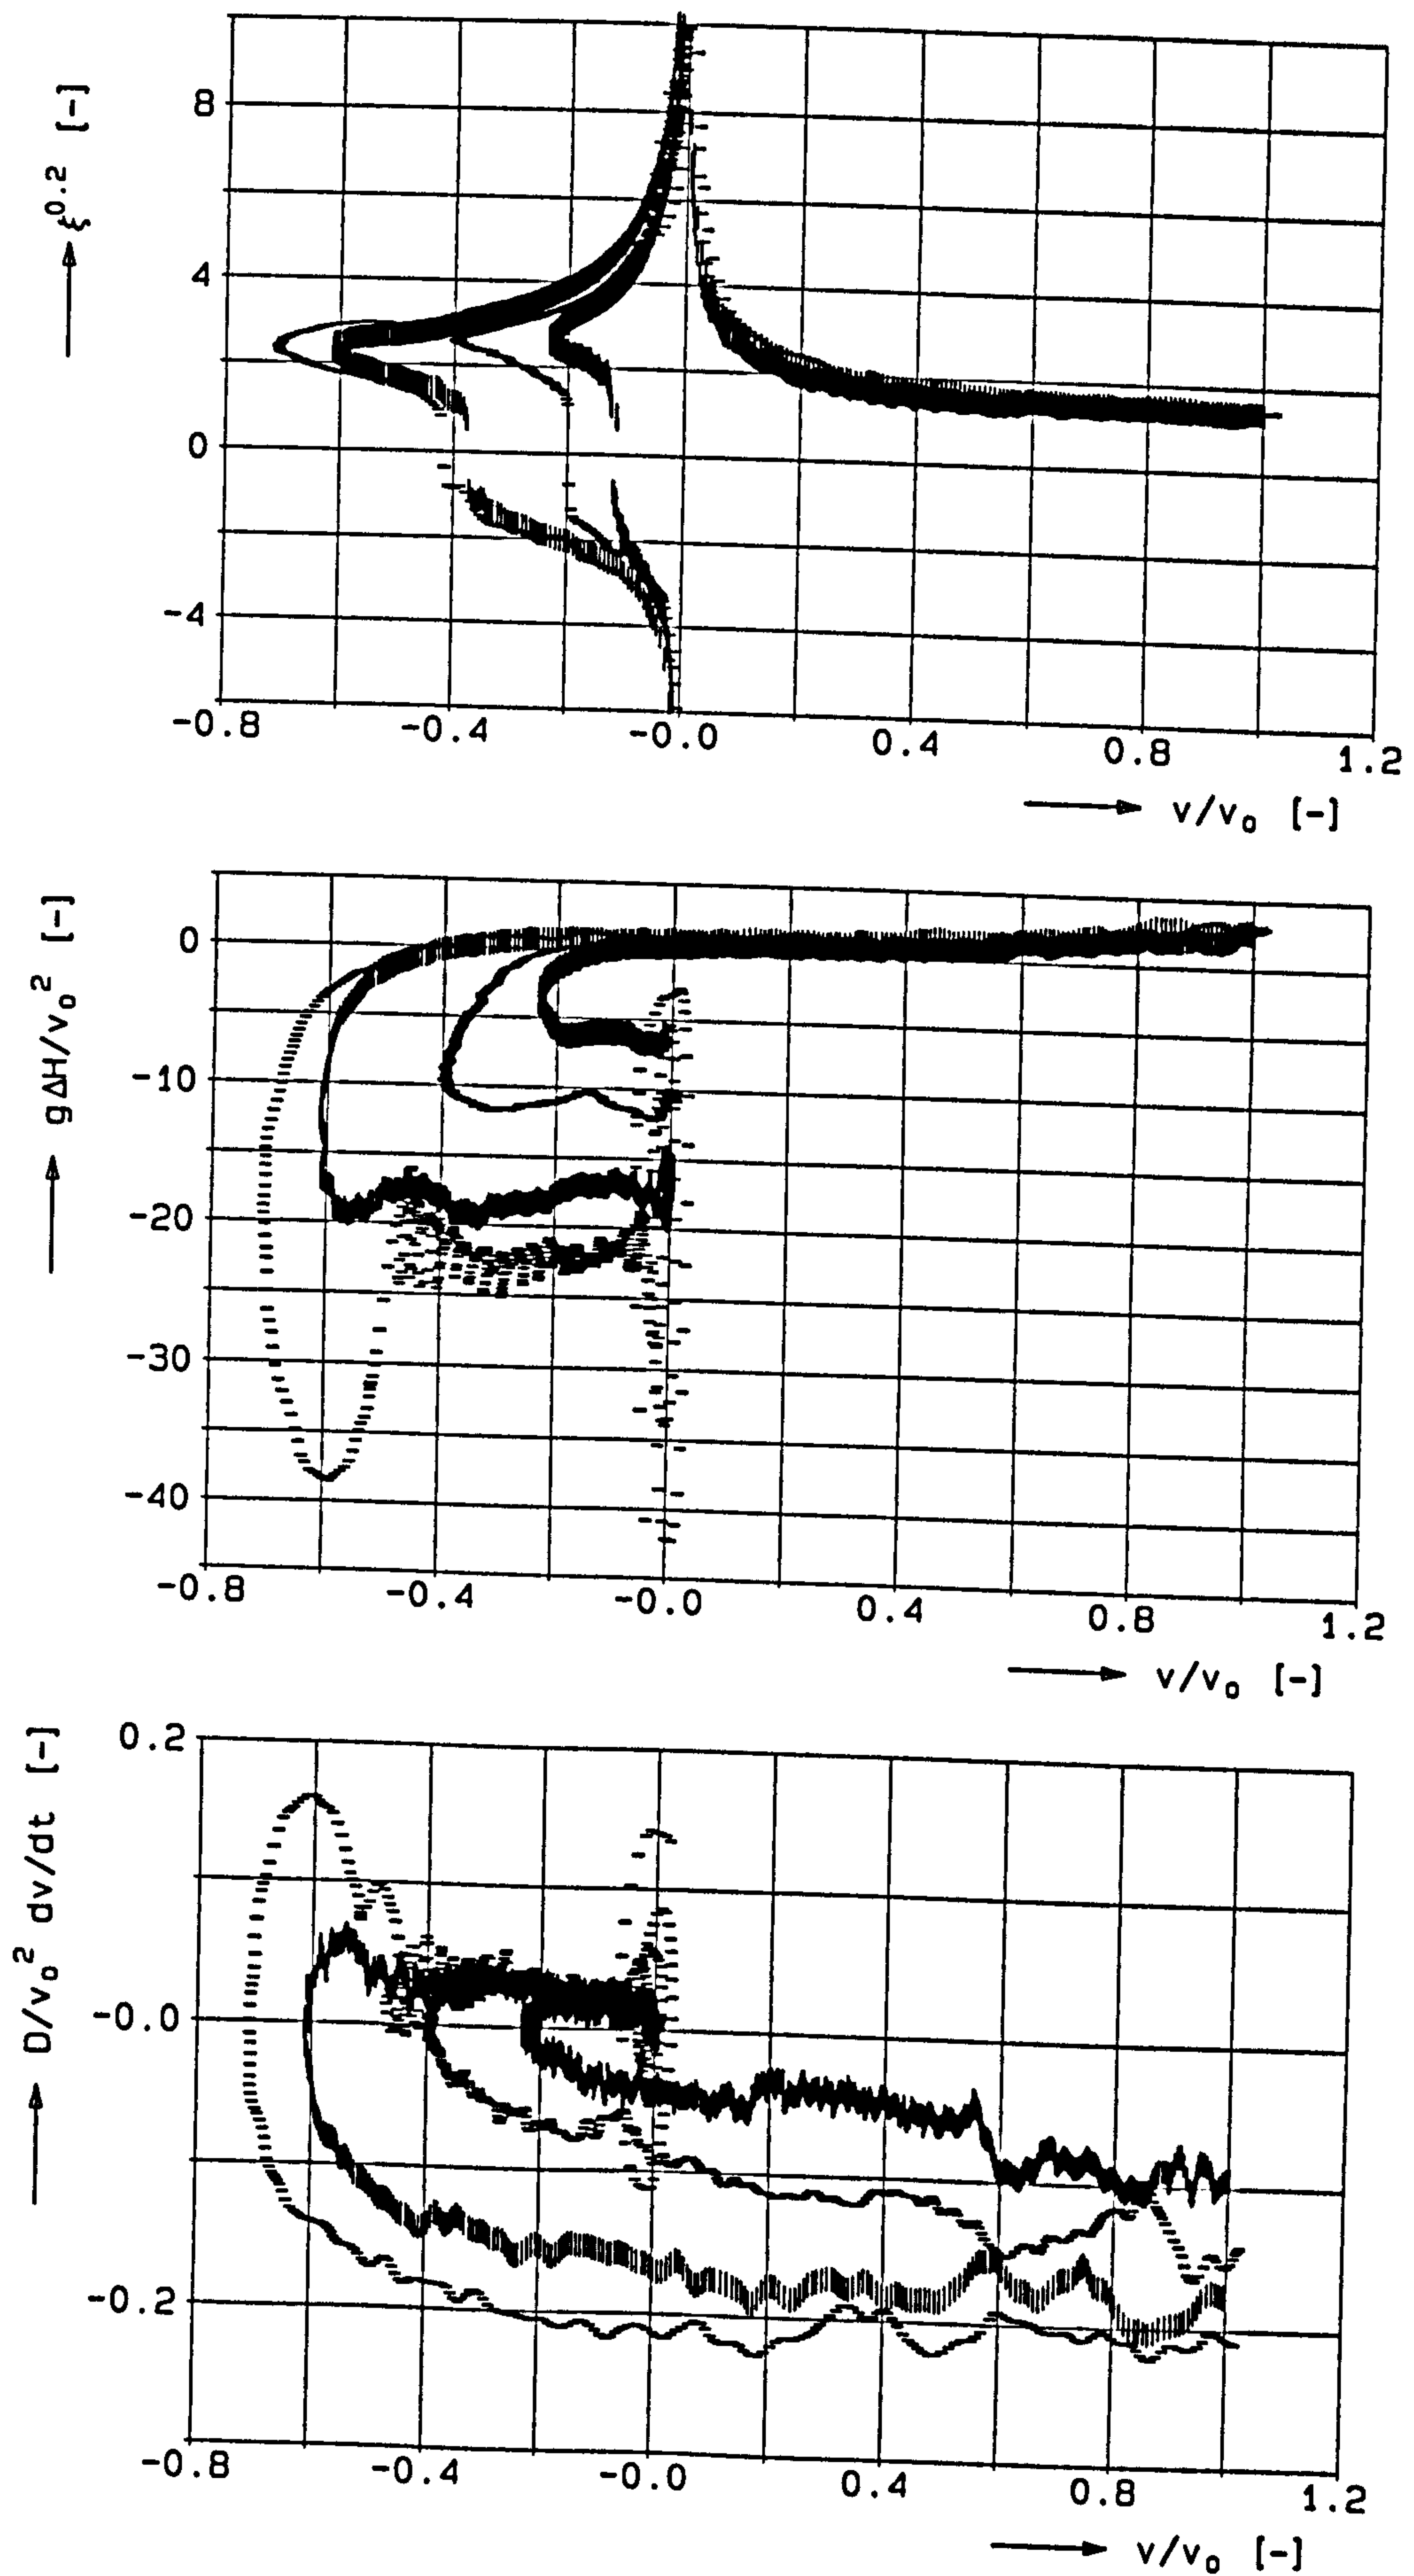 ξ^0.2 [-]
8
4
0
-4
-0.8 -0.4 -0.0 0.4 0.8 1.2
v/v₀ [-]
gΔH/v₀² [-]
0
-10
-20
-30
-40
-0.8 -0.4 -0.0 0.4 0.8 1.2
v/v₀ [-]
D/v₀² dv/dt [-]
0.2
-0.0
-0.2
-0.8 -0.4 -0.0 0.4 0.8 1.2
v/v₀ [-]